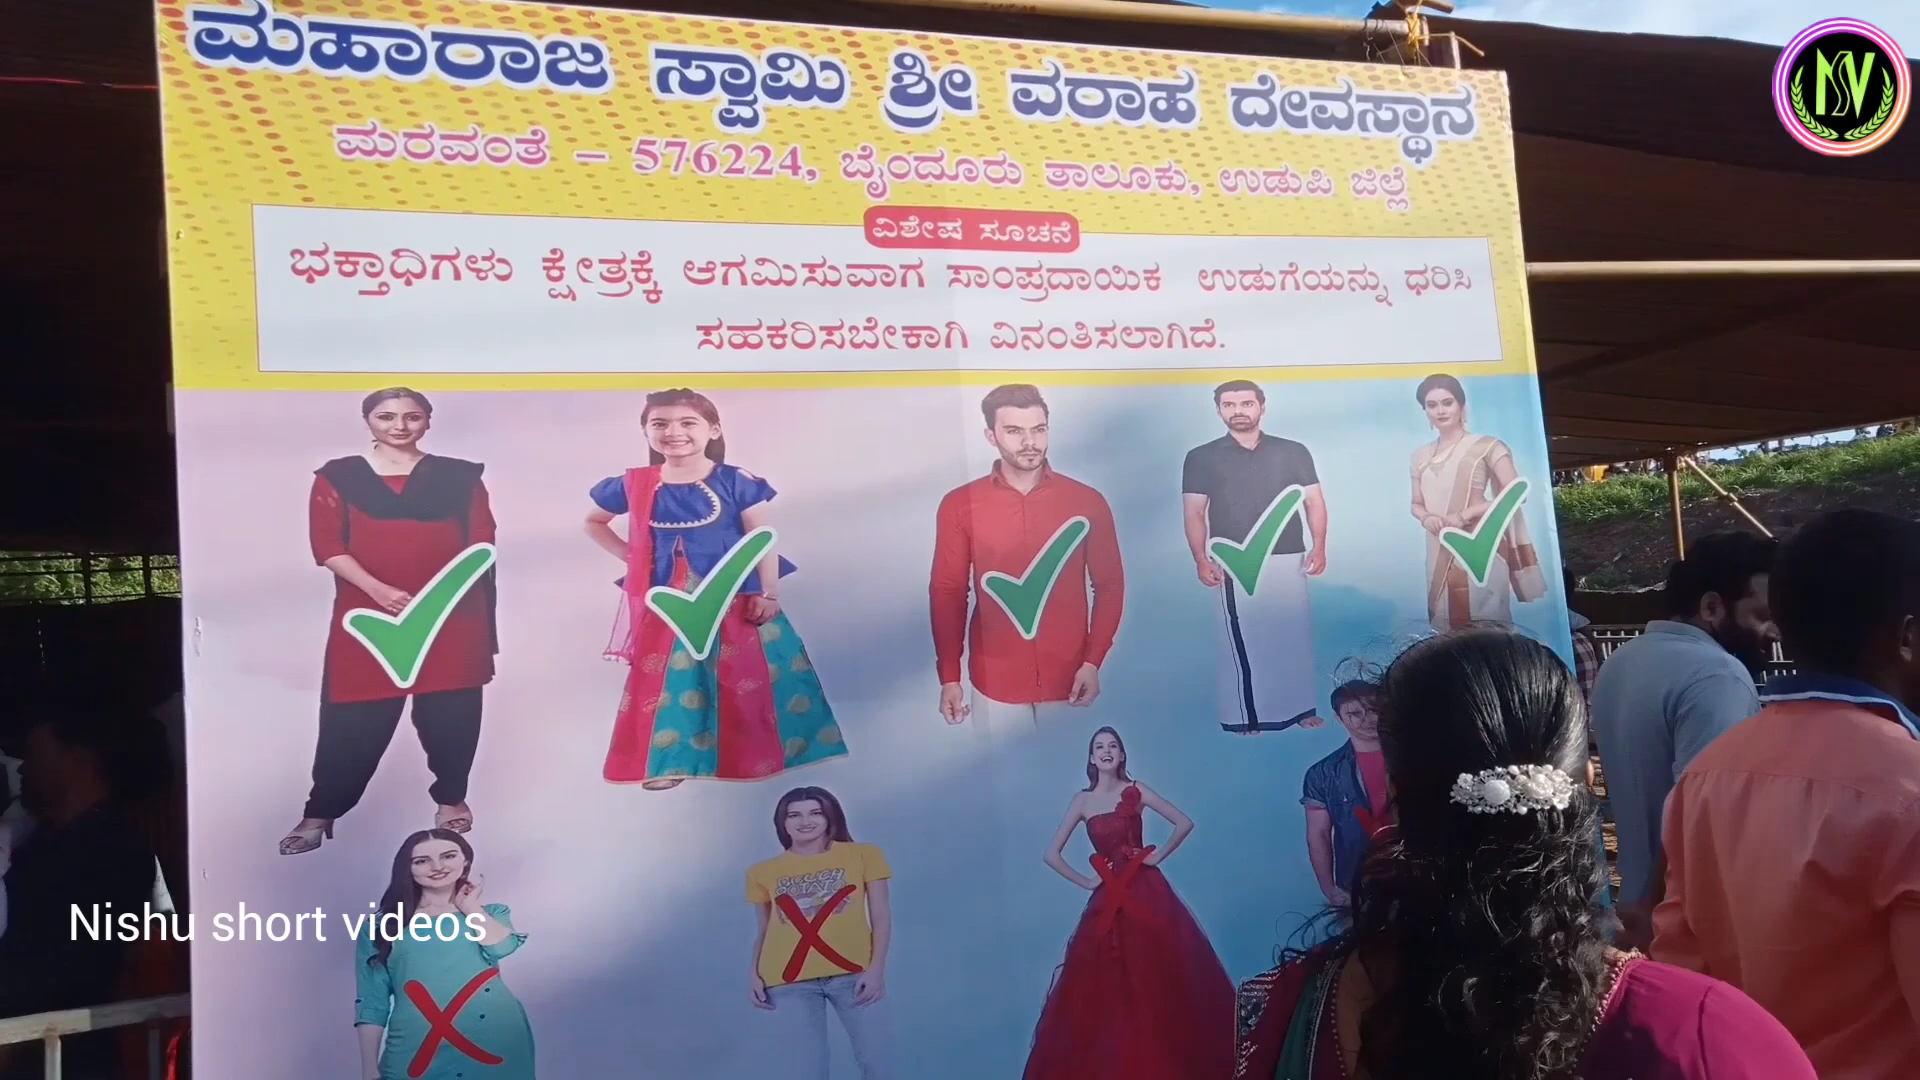 ಮಹಾರಾಜ ಸ್ವಾಮಿ ಶ್ರೀ ವರಾಹ ದೇವಸ್ಥಾನ
ಮರವಂತೆ – 576224, ಬೈಂದೂರು ತಾಲೂಕು, ಉಡುಪಿ ಜಿಲ್ಲೆ
ವಿಶೇಷ ಸೂಚನೆ
ಭಕ್ತಾಧಿಗಳು ಕ್ಷೇತ್ರಕ್ಕೆ ಆಗಮಿಸುವಾಗ ಸಾಂಪ್ರದಾಯಿಕ ಉಡುಗೆಯನ್ನು ಧರಿಸಿ
ಸಹಕರಿಸಬೇಕಾಗಿ ವಿನಂತಿಸಲಾಗಿದೆ.
NSV
Nishu short videos